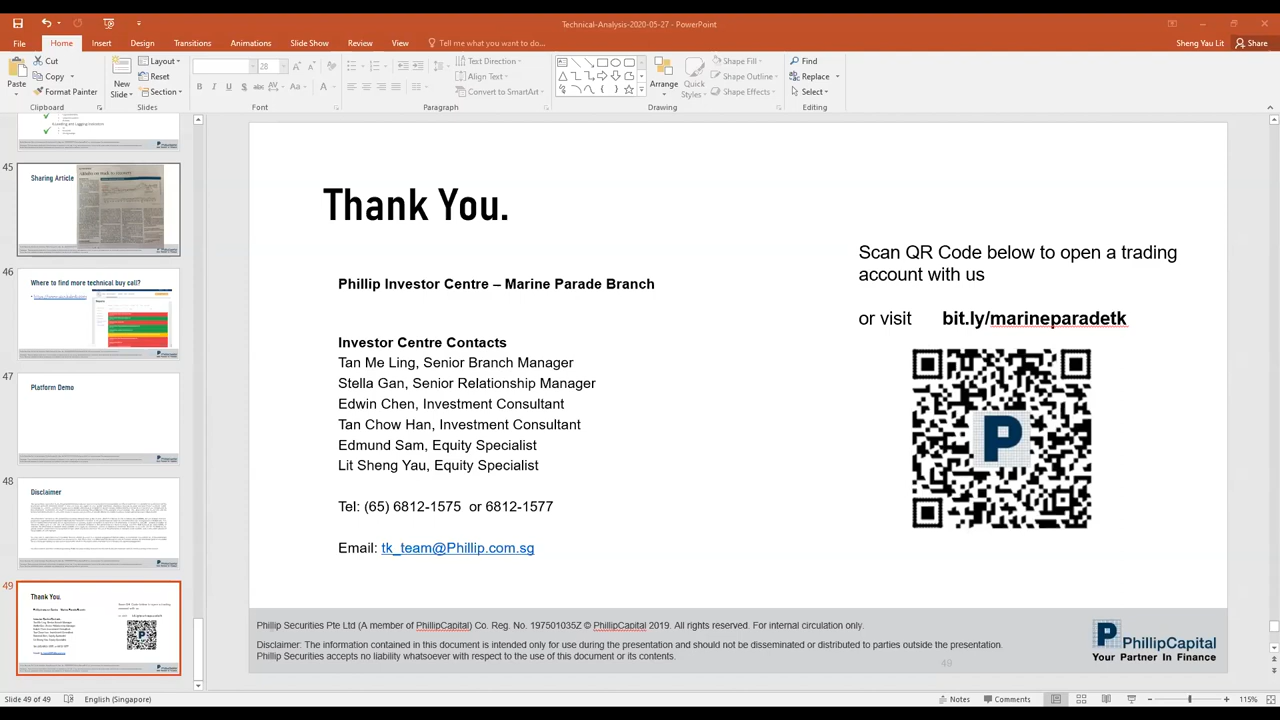 Technical-Analysis-2020-05-27 - PowerPoint
File Home Insert Design Transitions Animations Slide Show Review View Tell me what you want to do... Sheng Yau Lit Share
Paste
Cut
Copy
Format Painter
Clipboard
New Slide
Layout
Reset
Section
Slides
28
B I U S abc AV Aa A
Font
Text Direction
Align Text
Convert to SmartArt
Paragraph
Arrange
Quick Styles
Shape Fill
Shape Outline
Shape Effects
Drawing
Find
Replace
Select
Editing
45
Sharing Article
46
Where to find more technical buy call?
47
Platform Demo
48
Disclaimer
49
Thank You.
Thank You.
Phillip Investor Centre – Marine Parade Branch
Investor Centre Contacts
Tan Me Ling, Senior Branch Manager
Stella Gan, Senior Relationship Manager
Edwin Chen, Investment Consultant
Tan Chow Han, Investment Consultant
Edmund Sam, Equity Specialist
Lit Sheng Yau, Equity Specialist
Tel: (65) 6812-1575 or 6812-1577
Email: tk_team@Phillip.com.sg
Scan QR Code below to open a trading
account with us
or visit bit.ly/marineparadetk
P
Phillip Securities Pte Ltd (A member of PhillipCapital) Co. Reg. No. 197501035Z © PhillipCapital 2019. All rights reserved. For internal circulation only.
Disclaimer: The information contained in this document is intended only for use during the presentation and should not be disseminated or distributed to parties outside the presentation.
Phillip Securities accepts no liability whatsoever with respect to the use of this document or its contents.
49
PhillipCapital
Your Partner In Finance
Slide 49 of 49 English (Singapore) Notes Comments 115%